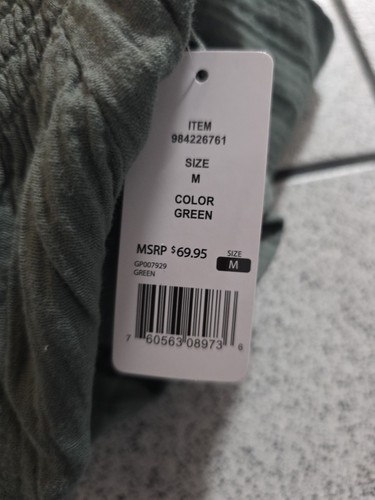 ITEM
984226761
SIZE
M
COLOR
GREEN
MSRP $69.95
SIZE
M
GP007929
GREEN
7 60563 08973 6